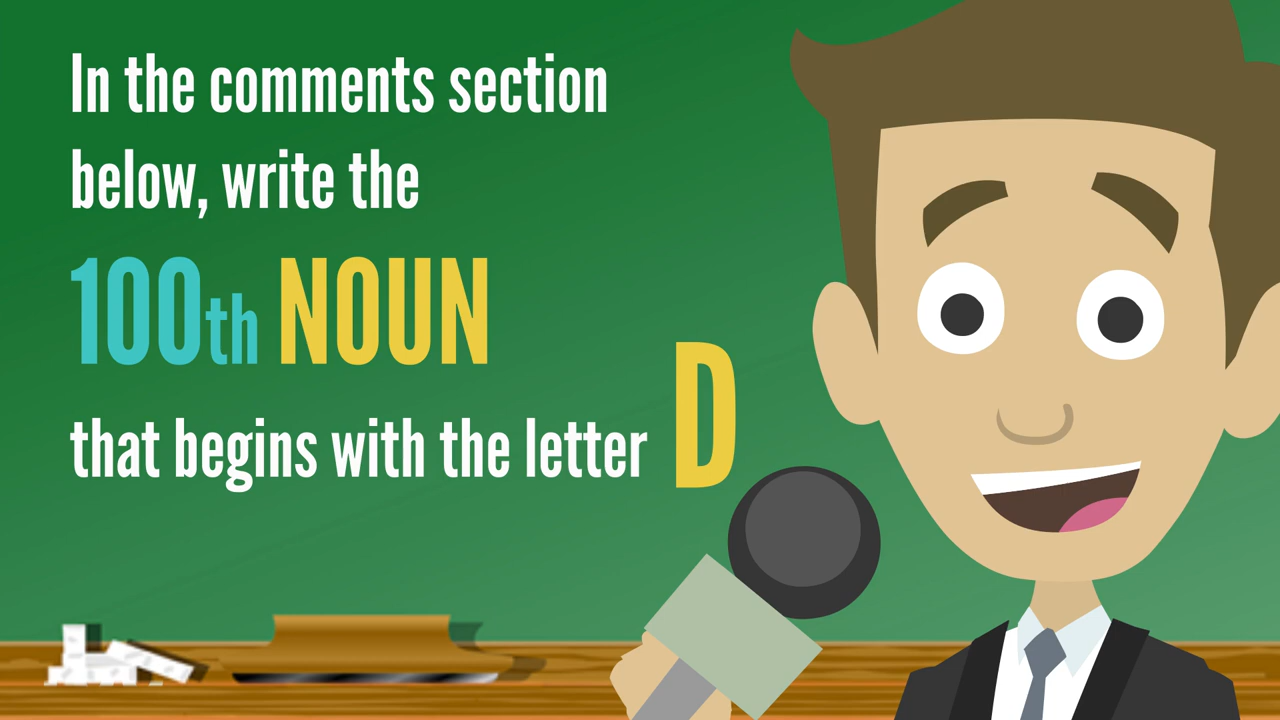 In the comments section
below, write the
100th NOUN
that begins with the letter D